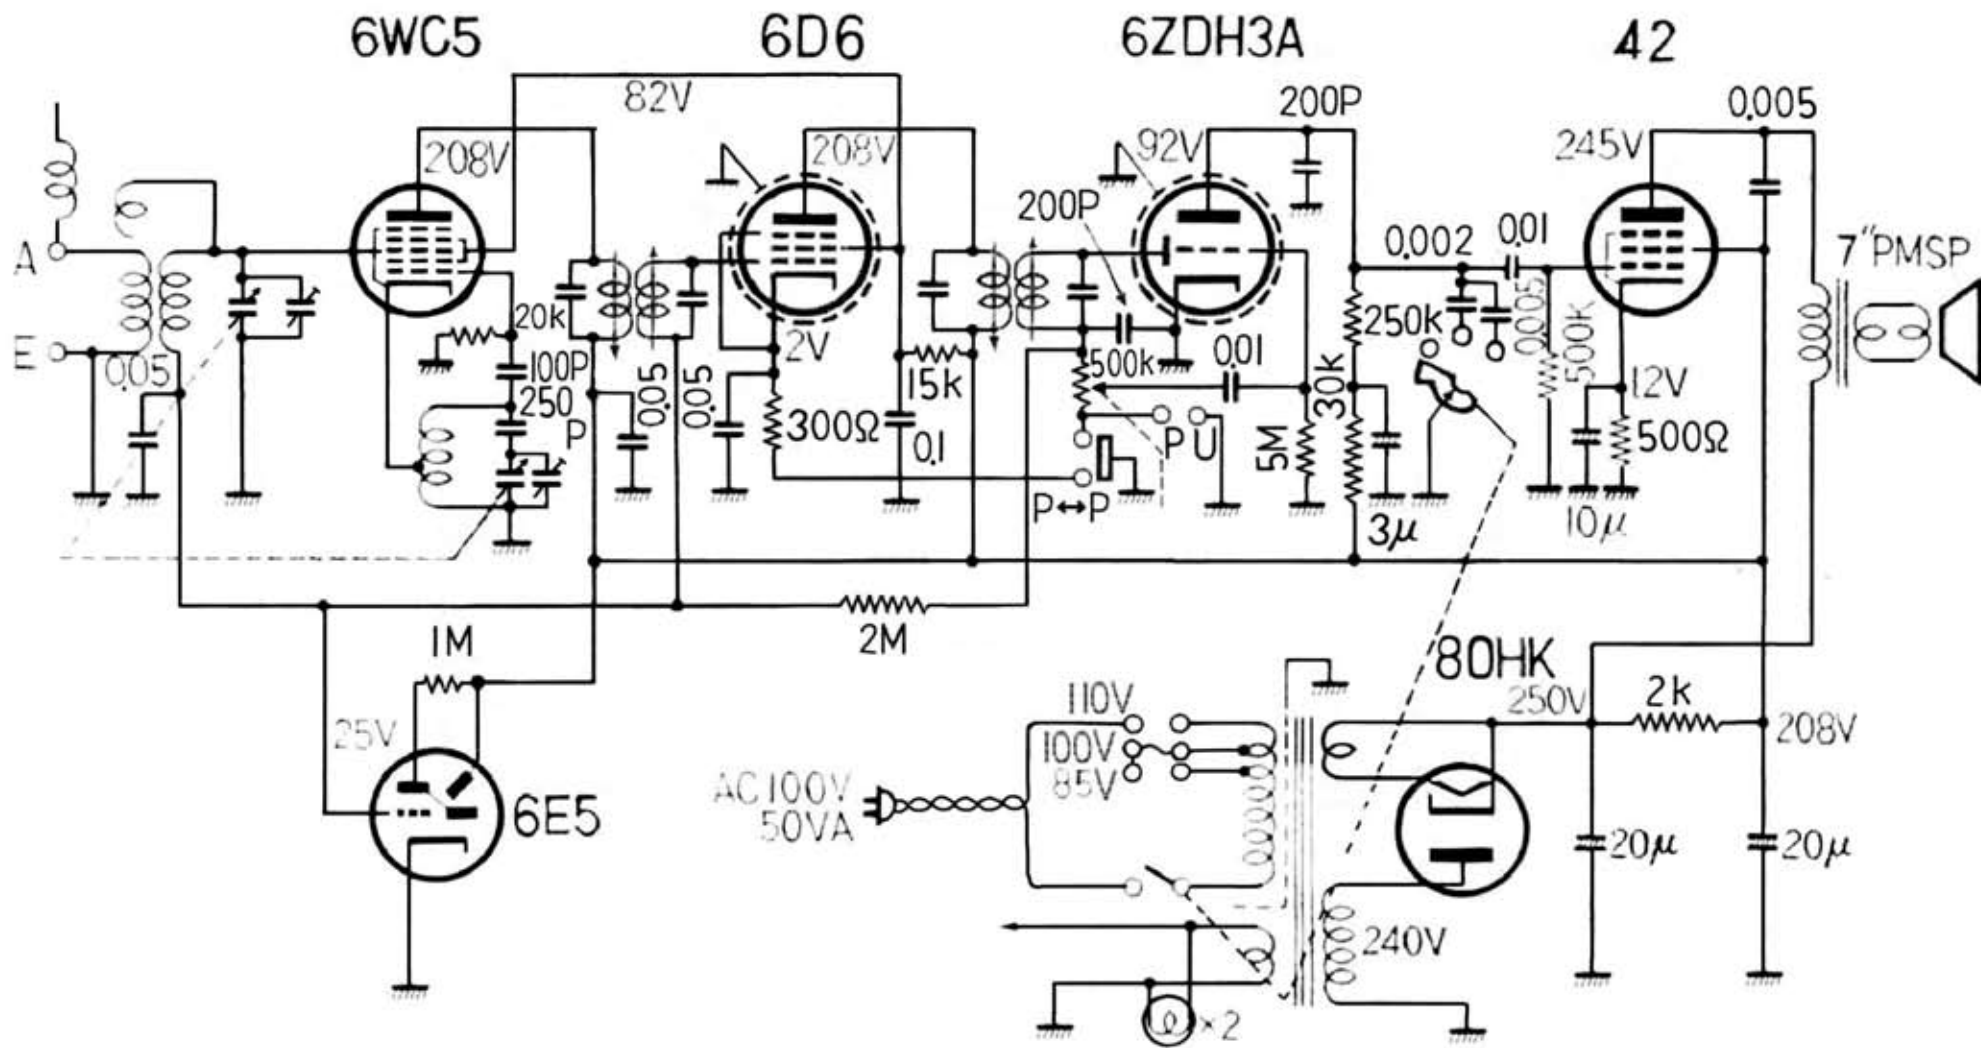 6WC5 6D6 6ZDH3A 42
82V 200P 0.005
208V 208V 92V 245V
200P 0.002 0.01 7"PMSP
A
20k 2V 250k 0.005 500k
E 0.05 100P 0.05 0.05 15k 500k 0.01 30k 12V
250P 300Ω 0.1 PU 5M 500Ω
P↔P 3μ 10μ
1M 2M 80HK
110V 250V 2k
25V 100V 208V
85V
AC100V
50VA
6E5 20μ 20μ
240V
×2